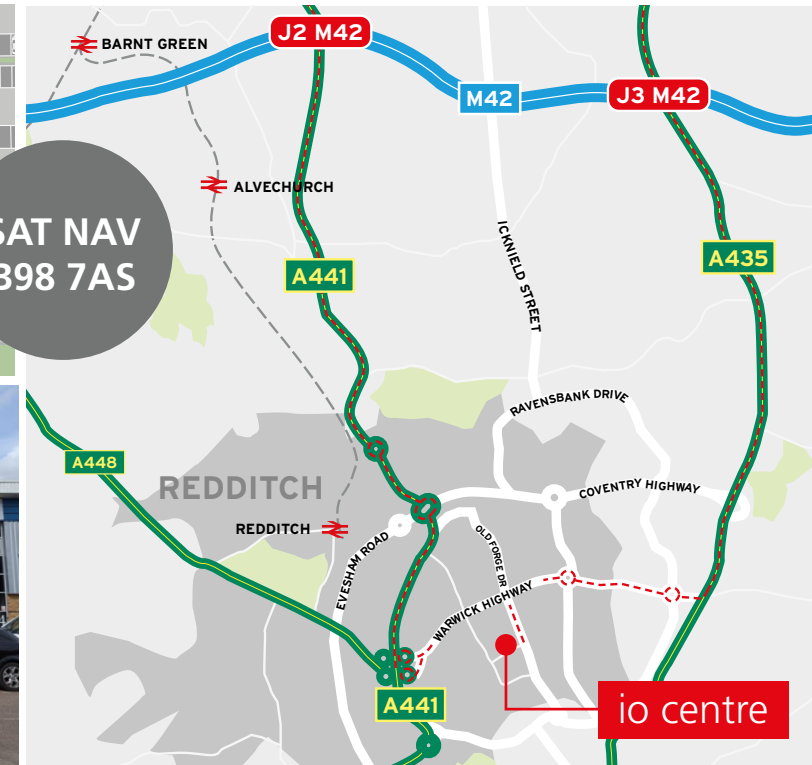 BARNT GREEN
J2 M42
M42
J3 M42
ALVECHURCH
SAT NAV
B98 7AS
ICKNIELD STREET
A441
A435
RAVENSBANK DRIVE
A448
REDDITCH
COVENTRY HIGHWAY
REDDITCH
EVESHAM ROAD
OLD FORGE DR
WARWICK HIGHWAY
A441
io centre